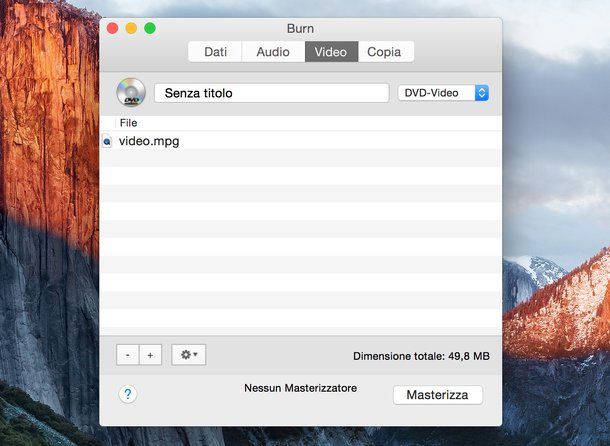 Burn
Dati Audio Video Copia
DVD Senza titolo DVD-Video
File
video.mpg
- + Dimensione totale: 49,8 MB
? Nessun Masterizzatore Masterizza